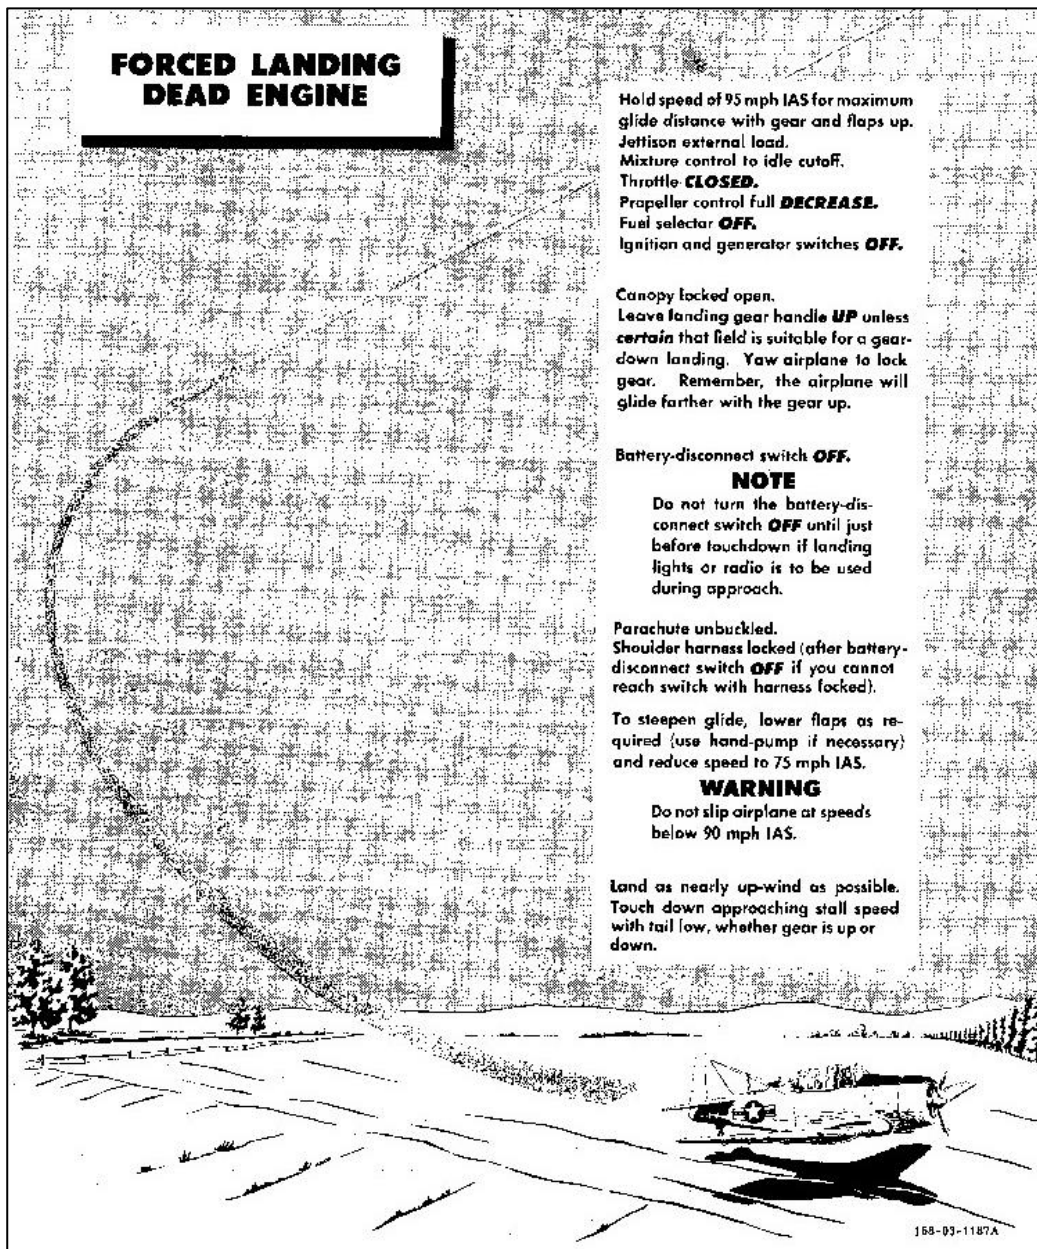 FORCED LANDING
DEAD ENGINE
Hold speed of 95 mph IAS for maximum
glide distance with gear and flaps up.
Jettison external load.
Mixture control to idle cutoff.
Throttle CLOSED.
Propeller control full DECREASE.
Fuel selector OFF.
Ignition and generator switches OFF.
Canopy locked open.
Leave landing gear handle UP unless
certain that field is suitable for a gear-
down landing. Yaw airplane to lock
gear. Remember, the airplane will
glide farther with the gear up.
Battery-disconnect switch OFF.
NOTE
Do not turn the battery-dis-
connect switch OFF until just
before touchdown if landing
lights or radio is to be used
during approach.
Parachute unbuckled.
Shoulder harness locked (after battery-
disconnect switch OFF if you cannot
reach switch with harness locked).
To steepen glide, lower flaps as re-
quired (use hand-pump if necessary)
and reduce speed to 75 mph IAS.
WARNING
Do not slip airplane at speeds
below 90 mph IAS.
Land as nearly up-wind as possible.
Touch down approaching stall speed
with tail low, whether gear is up or
down.
168-93-1187A